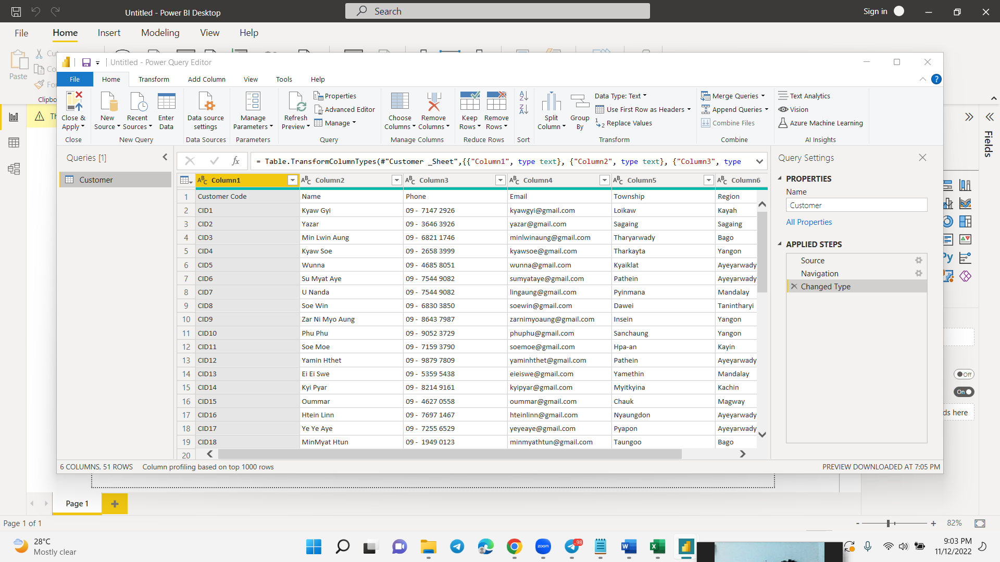 Untitled - Power BI Desktop
Search
Sign in
File Home Insert Modeling View Help
Paste
Untitled - Power Query Editor
File Home Transform Add Column View Tools Help
Close & Apply
New Source
Recent Sources
Enter Data
Data source settings
Manage Parameters
Refresh Preview
Properties
Advanced Editor
Manage
Choose Columns
Remove Columns
Keep Rows
Remove Rows
Split Column
Group By
Data Type: Text
Use First Row as Headers
Replace Values
Merge Queries
Append Queries
Combine Files
Text Analytics
Vision
Azure Machine Learning
Close New Query Data Sources Parameters Query Manage Columns Reduce Rows Sort Transform Combine AI Insights
Queries [1]
Customer
fx = Table.TransformColumnTypes(#"Customer _Sheet",{{"Column1", type text}, {"Column2", type text}, {"Column3", type
Column1 Column2 Column3 Column4 Column5 Column6
1 Customer Code Name Phone Email Township Region
2 CID1 Kyaw Gyi 09 - 7147 2926 kyawgyi@gmail.com Loikaw Kayah
3 CID2 Yazar 09 - 3646 3926 yazar@gmail.com Sagaing Sagaing
4 CID3 Min Lwin Aung 09 - 6821 1746 minlwinaung@gmail.com Tharyarwady Bago
5 CID4 Kyaw Soe 09 - 2658 3999 kyawsoe@gmail.com Tharkayta Yangon
6 CID5 Wunna 09 - 4685 8051 wunna@gmail.com Kyaiklat Ayeyarwady
7 CID6 Su Myat Aye 09 - 7544 9082 sumyataye@gmail.com Pathein Ayeyarwady
8 CID7 U Nanda 09 - 7544 9082 lingaung@gmail.com Pyinmana Mandalay
9 CID8 Soe Win 09 - 6830 3850 soewin@gmail.com Dawei Tanintharyi
10 CID9 Zar Ni Myo Aung 09 - 8643 7987 zarnimyoaung@gmail.com Insein Yangon
11 CID10 Phu Phu 09 - 9052 3729 phuphu@gmail.com Sanchaung Yangon
12 CID11 Soe Moe 09 - 7159 3790 soemoe@gmail.com Hpa-an Kayin
13 CID12 Yamin Hthet 09 - 9879 7809 yaminhthet@gmail.com Pathein Ayeyarwady
14 CID13 Ei Ei Swe 09 - 5359 5438 eieiswe@gmail.com Yamethin Mandalay
15 CID14 Kyi Pyar 09 - 8214 9161 kyipyar@gmail.com Myitkyina Kachin
16 CID15 Oummar 09 - 4627 0558 oummar@gmail.com Chauk Magway
17 CID16 Htein Linn 09 - 7697 1467 hteinlinn@gmail.com Nyaungdon Ayeyarwady
18 CID17 Ye Ye Aye 09 - 7255 6529 yeyeaye@gmail.com Pyapon Ayeyarwady
19 CID18 MinMyat Htun 09 - 1949 0123 minmyathtun@gmail.com Taungoo Bago
20
Query Settings
PROPERTIES
Name
Customer
All Properties
APPLIED STEPS
Source
Navigation
Changed Type
Fields
Py
Off
On
ds here
6 COLUMNS, 51 ROWS Column profiling based on top 1000 rows
PREVIEW DOWNLOADED AT 7:05 PM
Page 1
Page 1 of 1
82%
28°C
Mostly clear
zoom
98
9:03 PM
11/12/2022